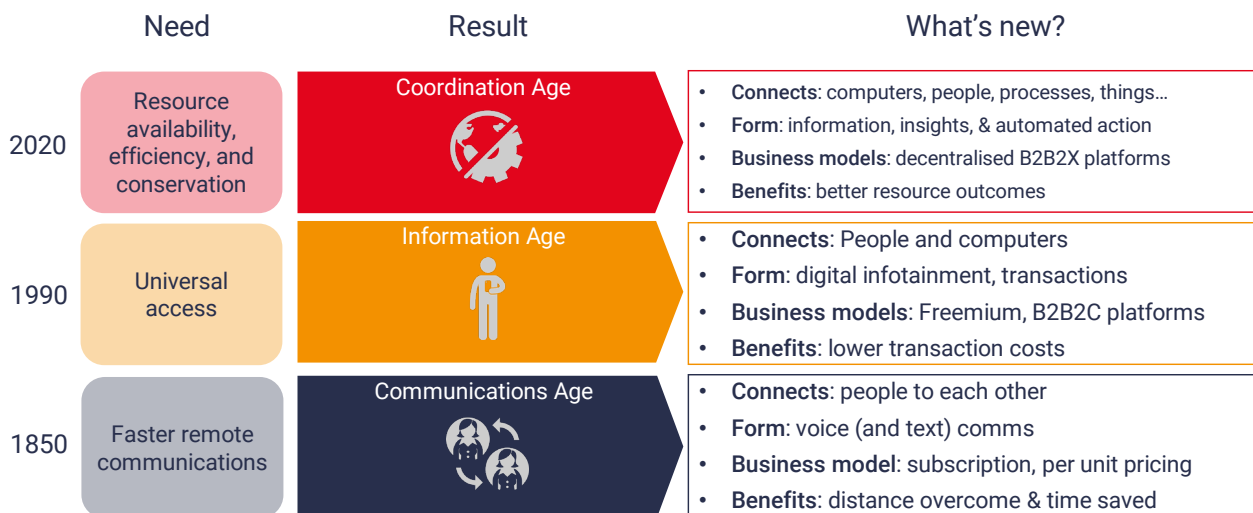 Need
Result
What's new?
2020
Resource
availability,
efficiency, and
conservation
Coordination Age
• Connects: computers, people, processes, things…
• Form: information, insights, & automated action
• Business models: decentralised B2B2X platforms
• Benefits: better resource outcomes
1990
Universal
access
Information Age
• Connects: People and computers
• Form: digital infotainment, transactions
• Business models: Freemium, B2B2C platforms
• Benefits: lower transaction costs
1850
Faster remote
communications
Communications Age
• Connects: people to each other
• Form: voice (and text) comms
• Business model: subscription, per unit pricing
• Benefits: distance overcome & time saved